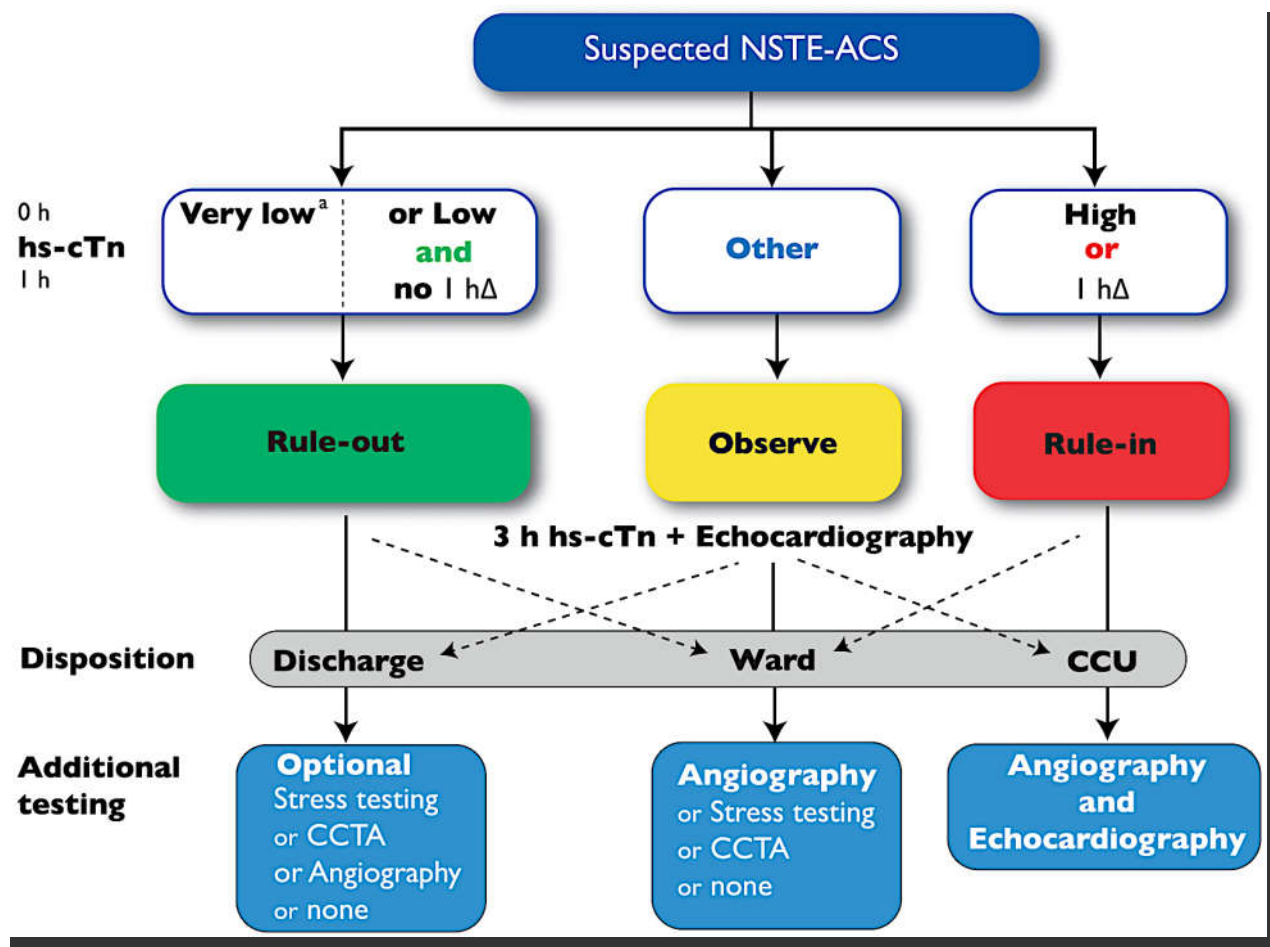 Suspected NSTE-ACS
0 h
hs-cTn
1 h
Very low a
or Low
and
no 1 hΔ
Other
High
or
1 hΔ
Rule-out
Observe
Rule-in
3 h hs-cTn + Echocardiography
Disposition
Discharge
Ward
CCU
Additional
testing
Optional
Stress testing
or CCTA
or Angiography
or none
Angiography
or Stress testing
or CCTA
or none
Angiography
and
Echocardiography